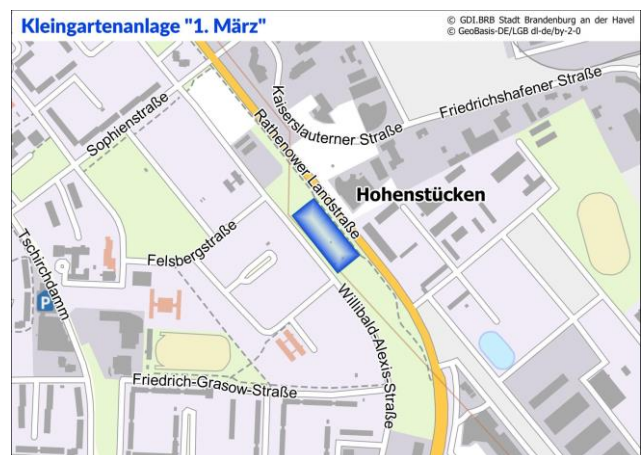 Kleingartenanlage "1. März"
© GDI.BRB Stadt Brandenburg an der Havel
© GeoBasis-DE/LGB dl-de/by-2-0
Sophienstraße
Kaiserslauterner Straße
Friedrichshafener Straße
Rathenower Landstraße
Hohenstücken
Tschirchdamm
Felsbergstraße
P
Willibald-Alexis-Straße
Friedrich-Grasow-Straße